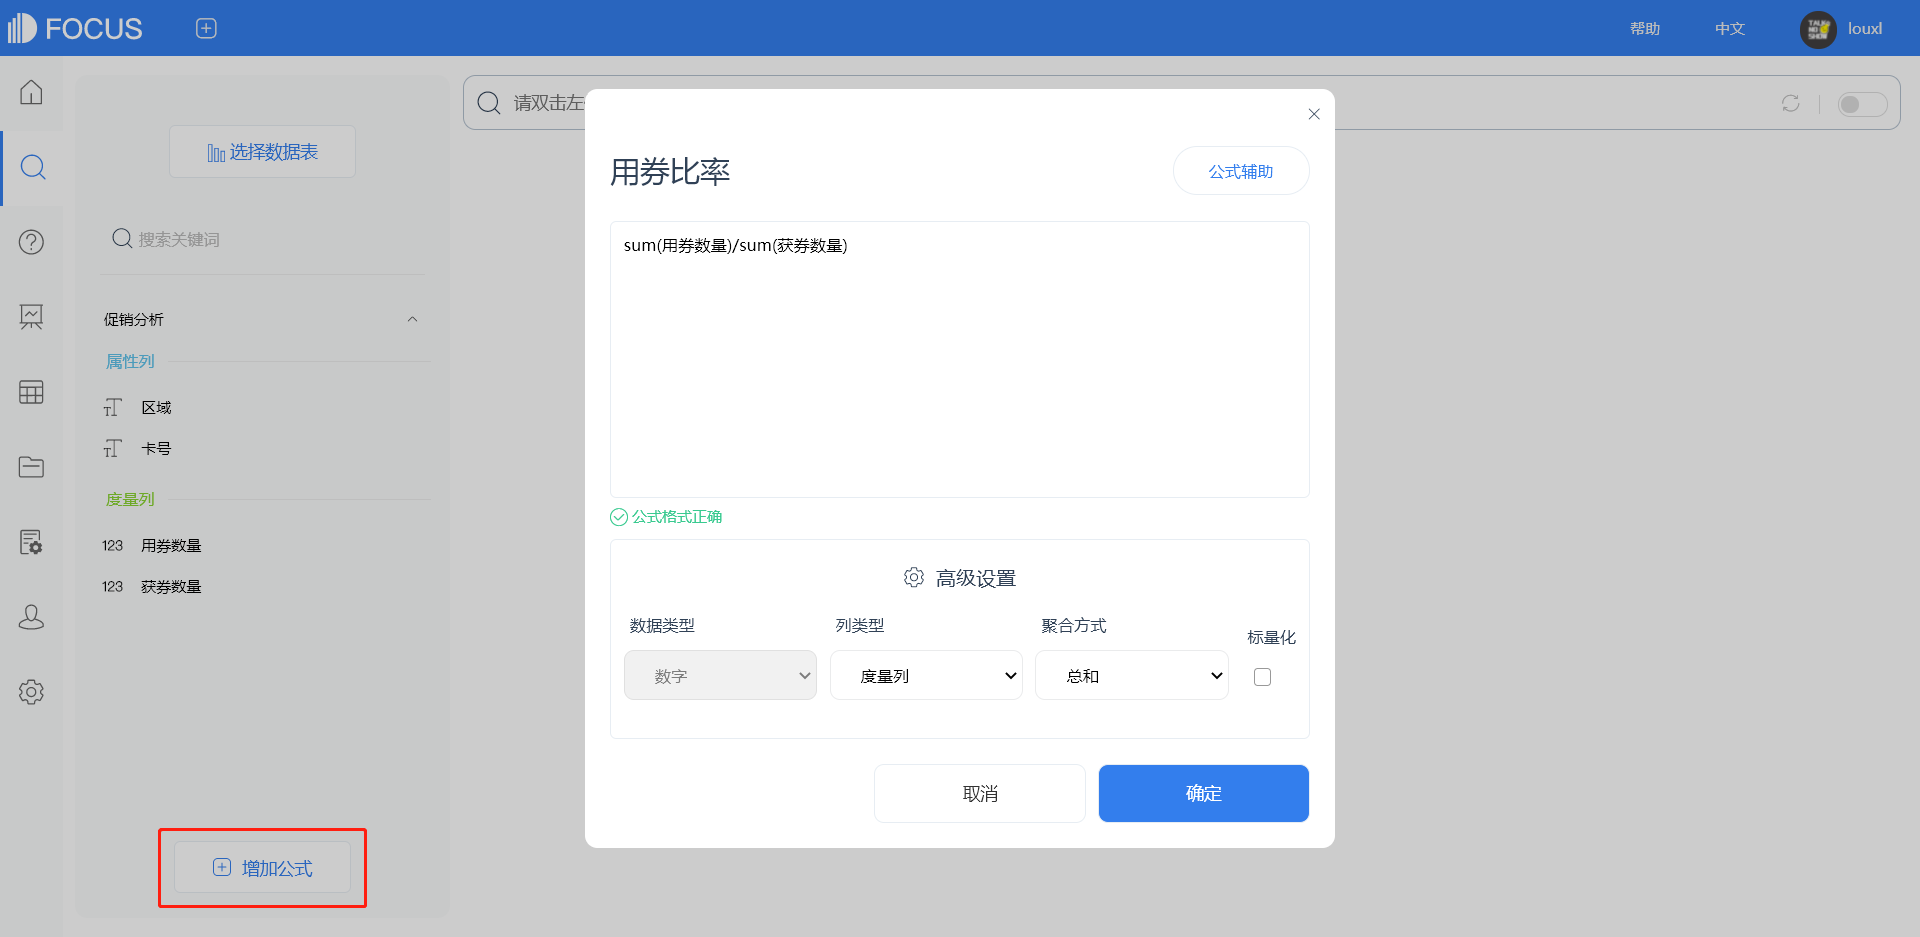 FOCUS
帮助
中文
TALK
NO
SHOW
louxl
选择数据表
搜索关键词
促销分析
属性列
区域
卡号
度量列
123 用券数量
123 获券数量
增加公式
请双击左
用券比率
公式辅助
sum(用券数量)/sum(获券数量)
公式格式正确
高级设置
数据类型
列类型
聚合方式
标量化
数字
度量列
总和
取消
确定